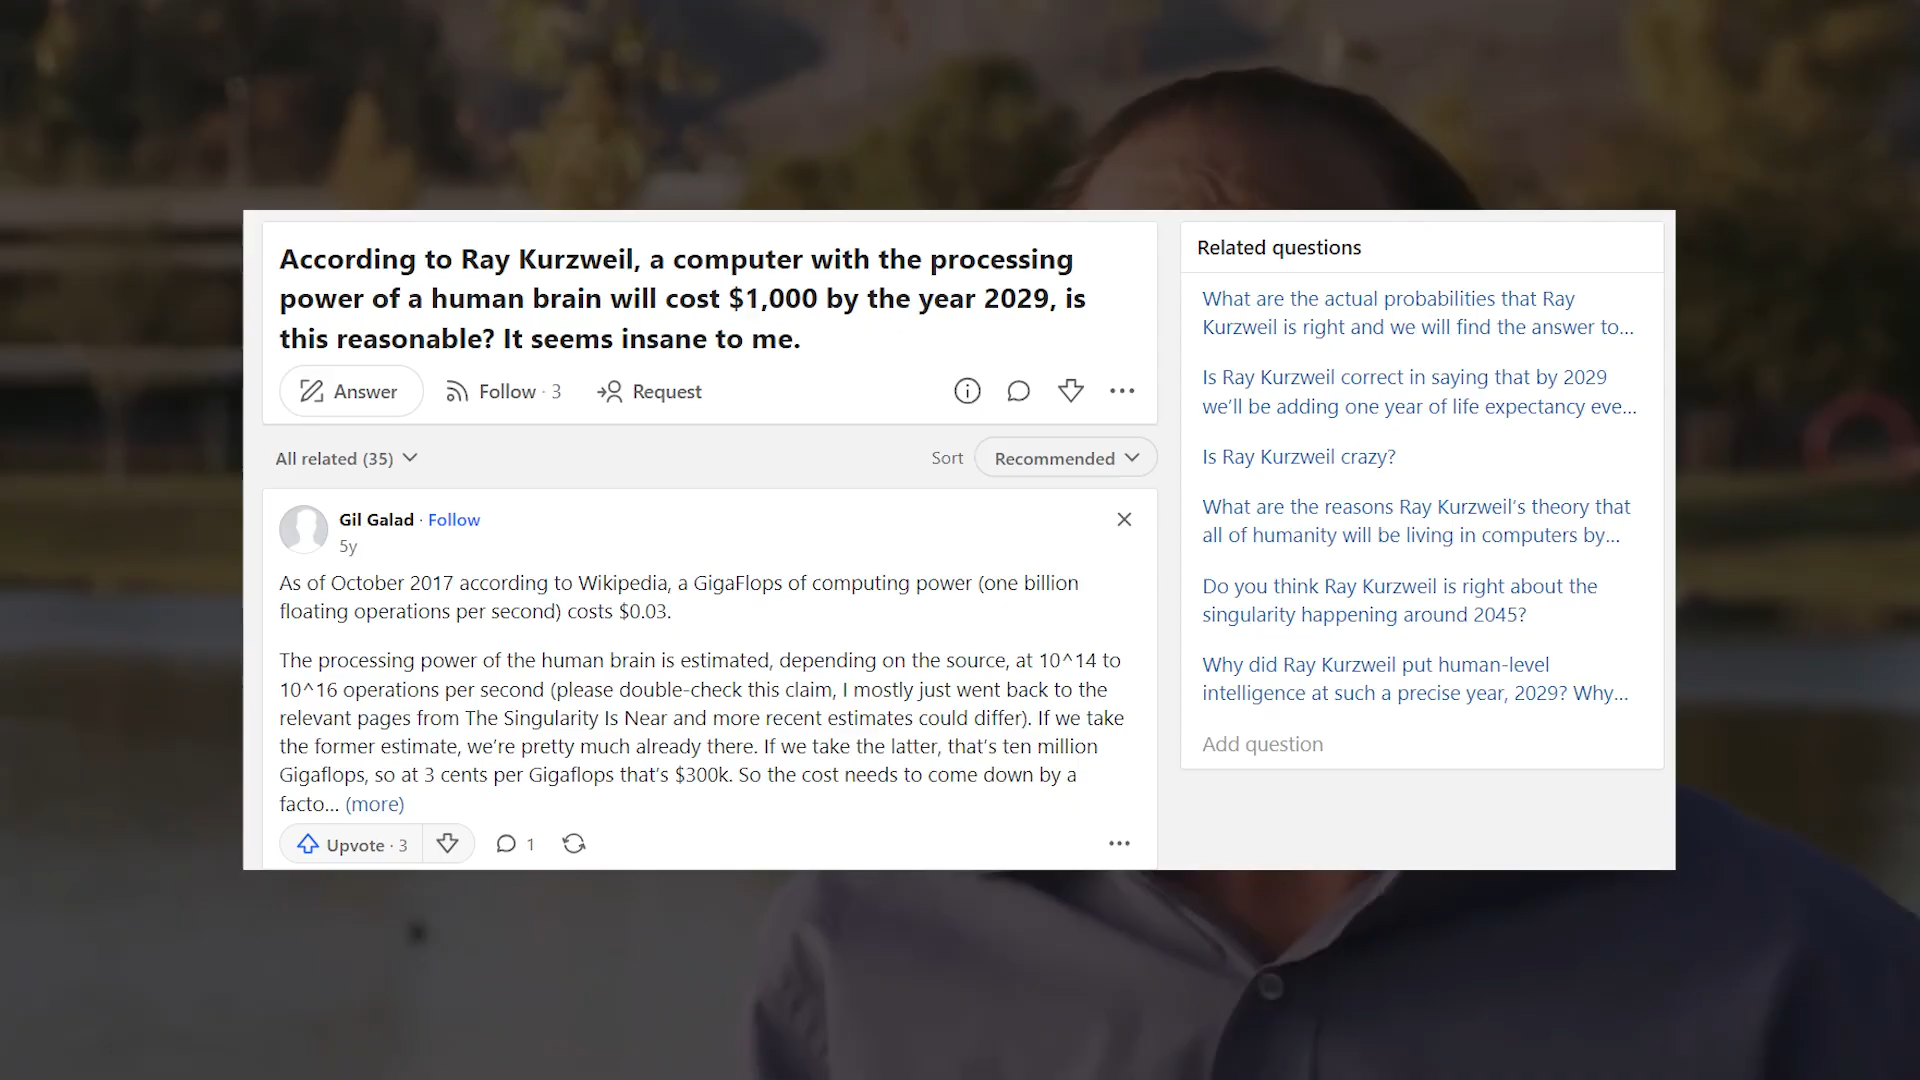 According to Ray Kurzweil, a computer with the processing
power of a human brain will cost $1,000 by the year 2029, is
this reasonable? It seems insane to me.
Answer
Follow · 3
Request
All related (35)
Sort
Recommended
Gil Galad · Follow
5y
As of October 2017 according to Wikipedia, a GigaFlops of computing power (one billion
floating operations per second) costs $0.03.
The processing power of the human brain is estimated, depending on the source, at 10^14 to
10^16 operations per second (please double-check this claim, I mostly just went back to the
relevant pages from The Singularity Is Near and more recent estimates could differ). If we take
the former estimate, we’re pretty much already there. If we take the latter, that’s ten million
Gigaflops, so at 3 cents per Gigaflops that’s $300k. So the cost needs to come down by a
facto... (more)
Upvote · 3
1
Related questions
What are the actual probabilities that Ray
Kurzweil is right and we will find the answer to...
Is Ray Kurzweil correct in saying that by 2029
we’ll be adding one year of life expectancy eve...
Is Ray Kurzweil crazy?
What are the reasons Ray Kurzweil’s theory that
all of humanity will be living in computers by...
Do you think Ray Kurzweil is right about the
singularity happening around 2045?
Why did Ray Kurzweil put human-level
intelligence at such a precise year, 2029? Why...
Add question